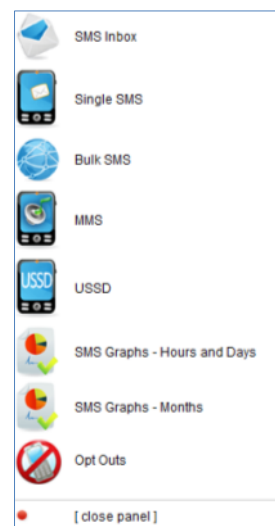 SMS Inbox
Single SMS
Bulk SMS
MMS
USSD
USSD
SMS Graphs - Hours and Days
SMS Graphs - Months
Opt Outs
[ close panel ]